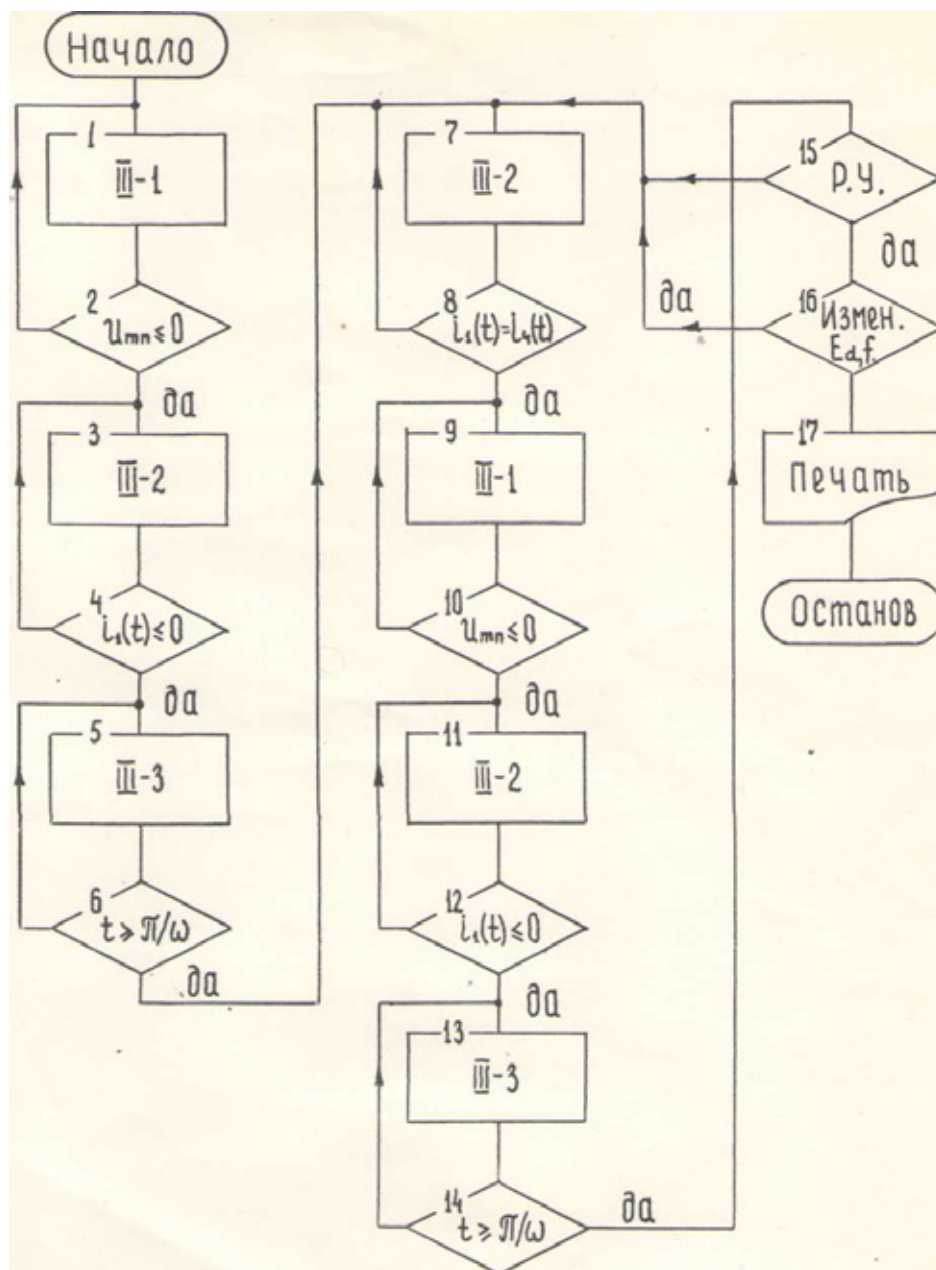 Начало
1
III-1
2
Umn ≤ 0
да
3
III-2
4
i₁(t) ≤ 0
да
5
III-3
6
t ≥ π/ω
да
7
III-2
8
i₁(t)=i₄(t)
да
9
III-1
10
Umn ≤ 0
да
11
III-2
12
i₁(t) ≤ 0
да
13
III-3
14
t ≥ π/ω
да
15
Р.У.
да
да
16
Измен.
Ed,f.
17
Печать
Останов